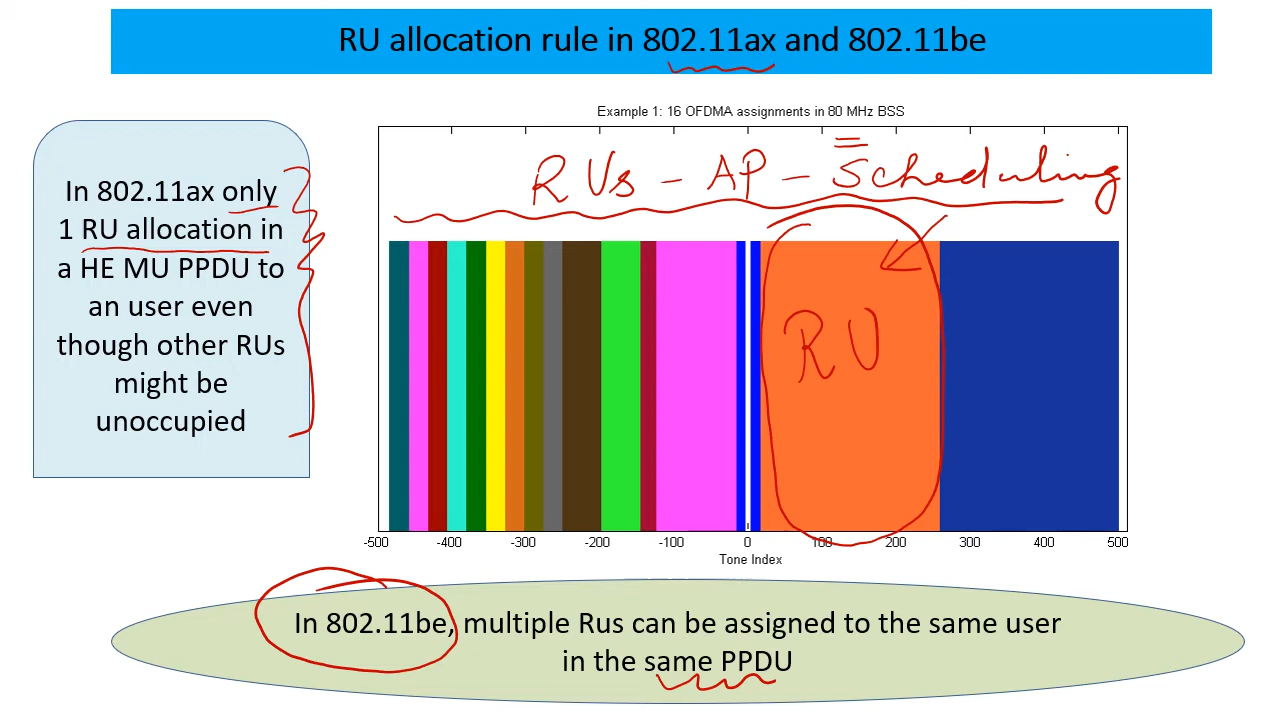 RU allocation rule in 802.11ax and 802.11be
In 802.11ax only
1 RU allocation in
a HE MU PPDU to
an user even
though other RUs
might be
unoccupied
Example 1: 16 OFDMA assignments in 80 MHz BSS
RUs - AP - Scheduling
RU
-500 -400 -300 -200 -100 0 100 200 300 400 500
Tone Index
In 802.11be, multiple Rus can be assigned to the same user
in the same PPDU